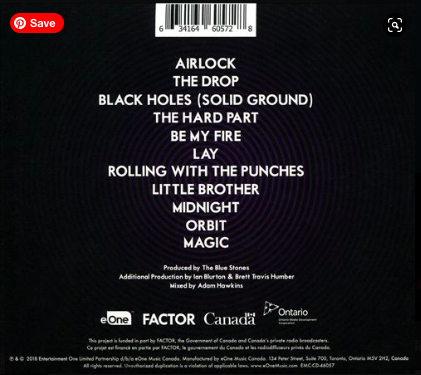 Save
6 34164 60572 8
AIRLOCK
THE DROP
BLACK HOLES (SOLID GROUND)
THE HARD PART
BE MY FIRE
LAY
ROLLING WITH THE PUNCHES
LITTLE BROTHER
MIDNIGHT
ORBIT
MAGIC
Produced by The Blue Stones
Additional Production by Ian Blurton & Brett Travis Humber
Mixed by Adam Hawkins
eOne FACTOR Canada Ontario
Ontario Media Development
Corporation
This project is funded in part by FACTOR, the Government of Canada and Canada's private radio broadcasters.
Ce projet est financé en partie par FACTOR, le gouvernement du Canada et les radiodiffuseurs privés du Canada.
℗ & © 2018 Entertainment One Limited Partnership d/b/a eOne Music Canada. Manufactured by eOne Music Canada. 134 Peter Street, Suite 700, Toronto, Ontario M5V 2H2, Canada
All rights reserved. Unauthorized duplication is a violation of applicable laws. www.eOneMusic.com EMC-CD-6057